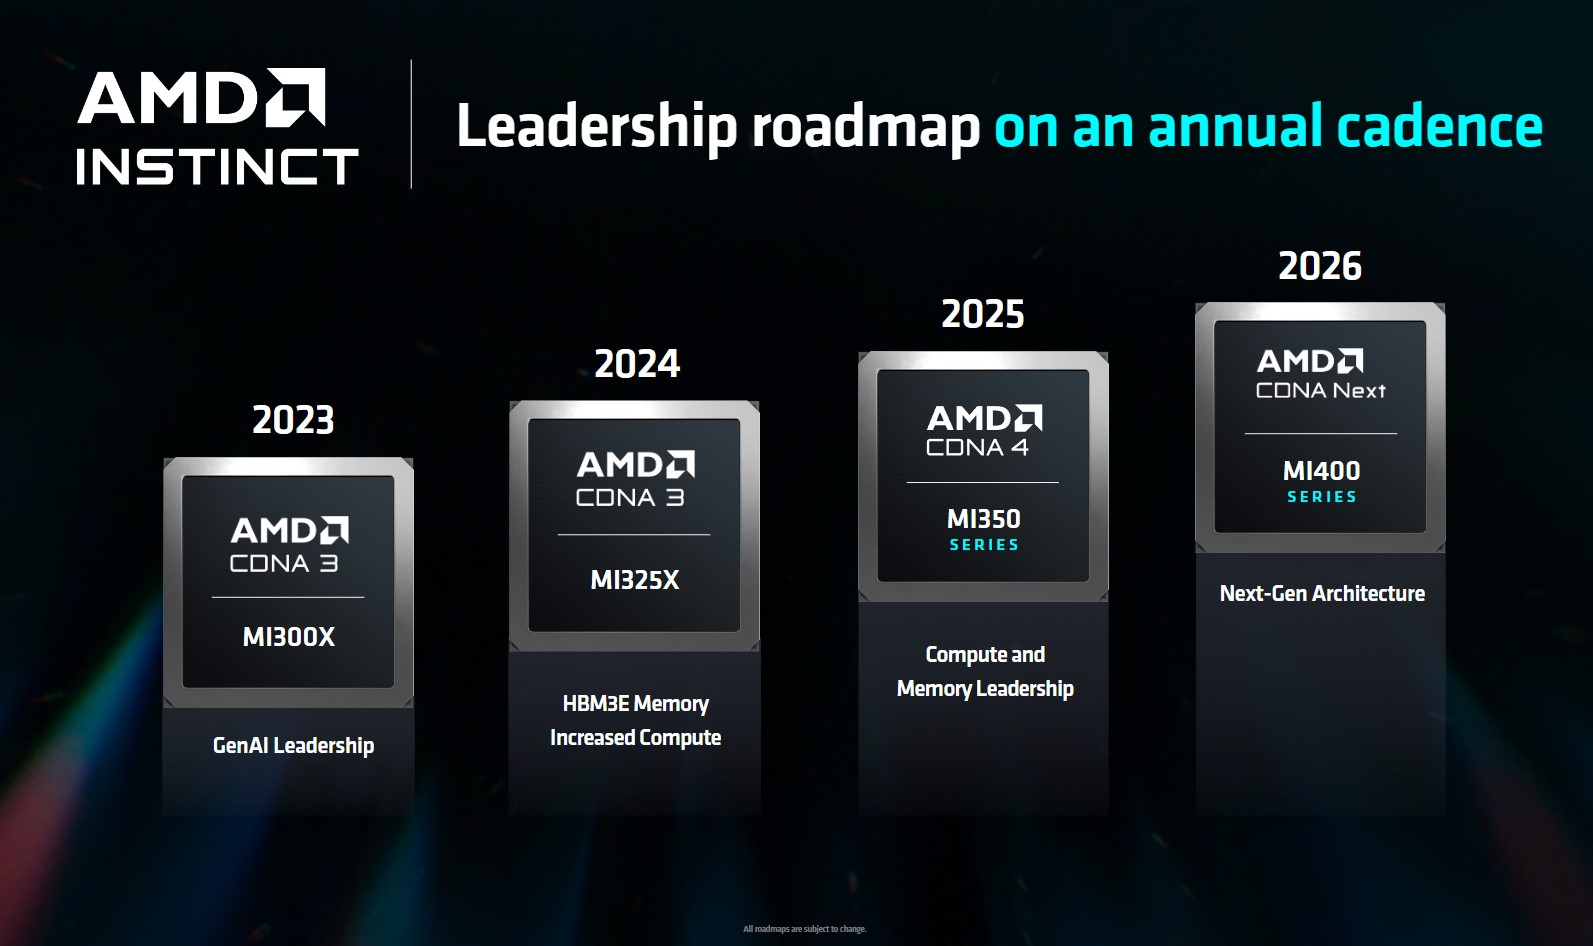 AMD
INSTINCT
Leadership roadmap on an annual cadence
2023
AMD
CDNA 3
MI300X
GenAI Leadership
2024
AMD
CDNA 3
MI325X
HBM3E Memory
Increased Compute
2025
AMD
CDNA 4
MI350
SERIES
Compute and
Memory Leadership
2026
AMD
CDNA Next
MI400
SERIES
Next-Gen Architecture
All roadmaps are subject to change.